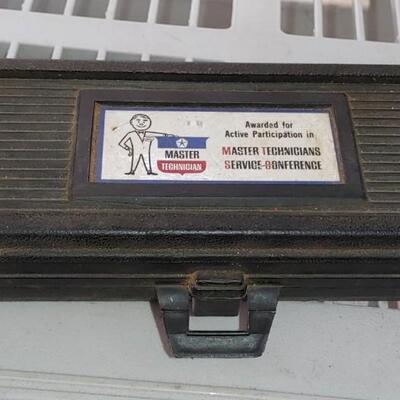 MASTER
TECHNICIAN
Awarded for
Active Participation in
MASTER TECHNICIANS
SERVICE-CONFERENCE